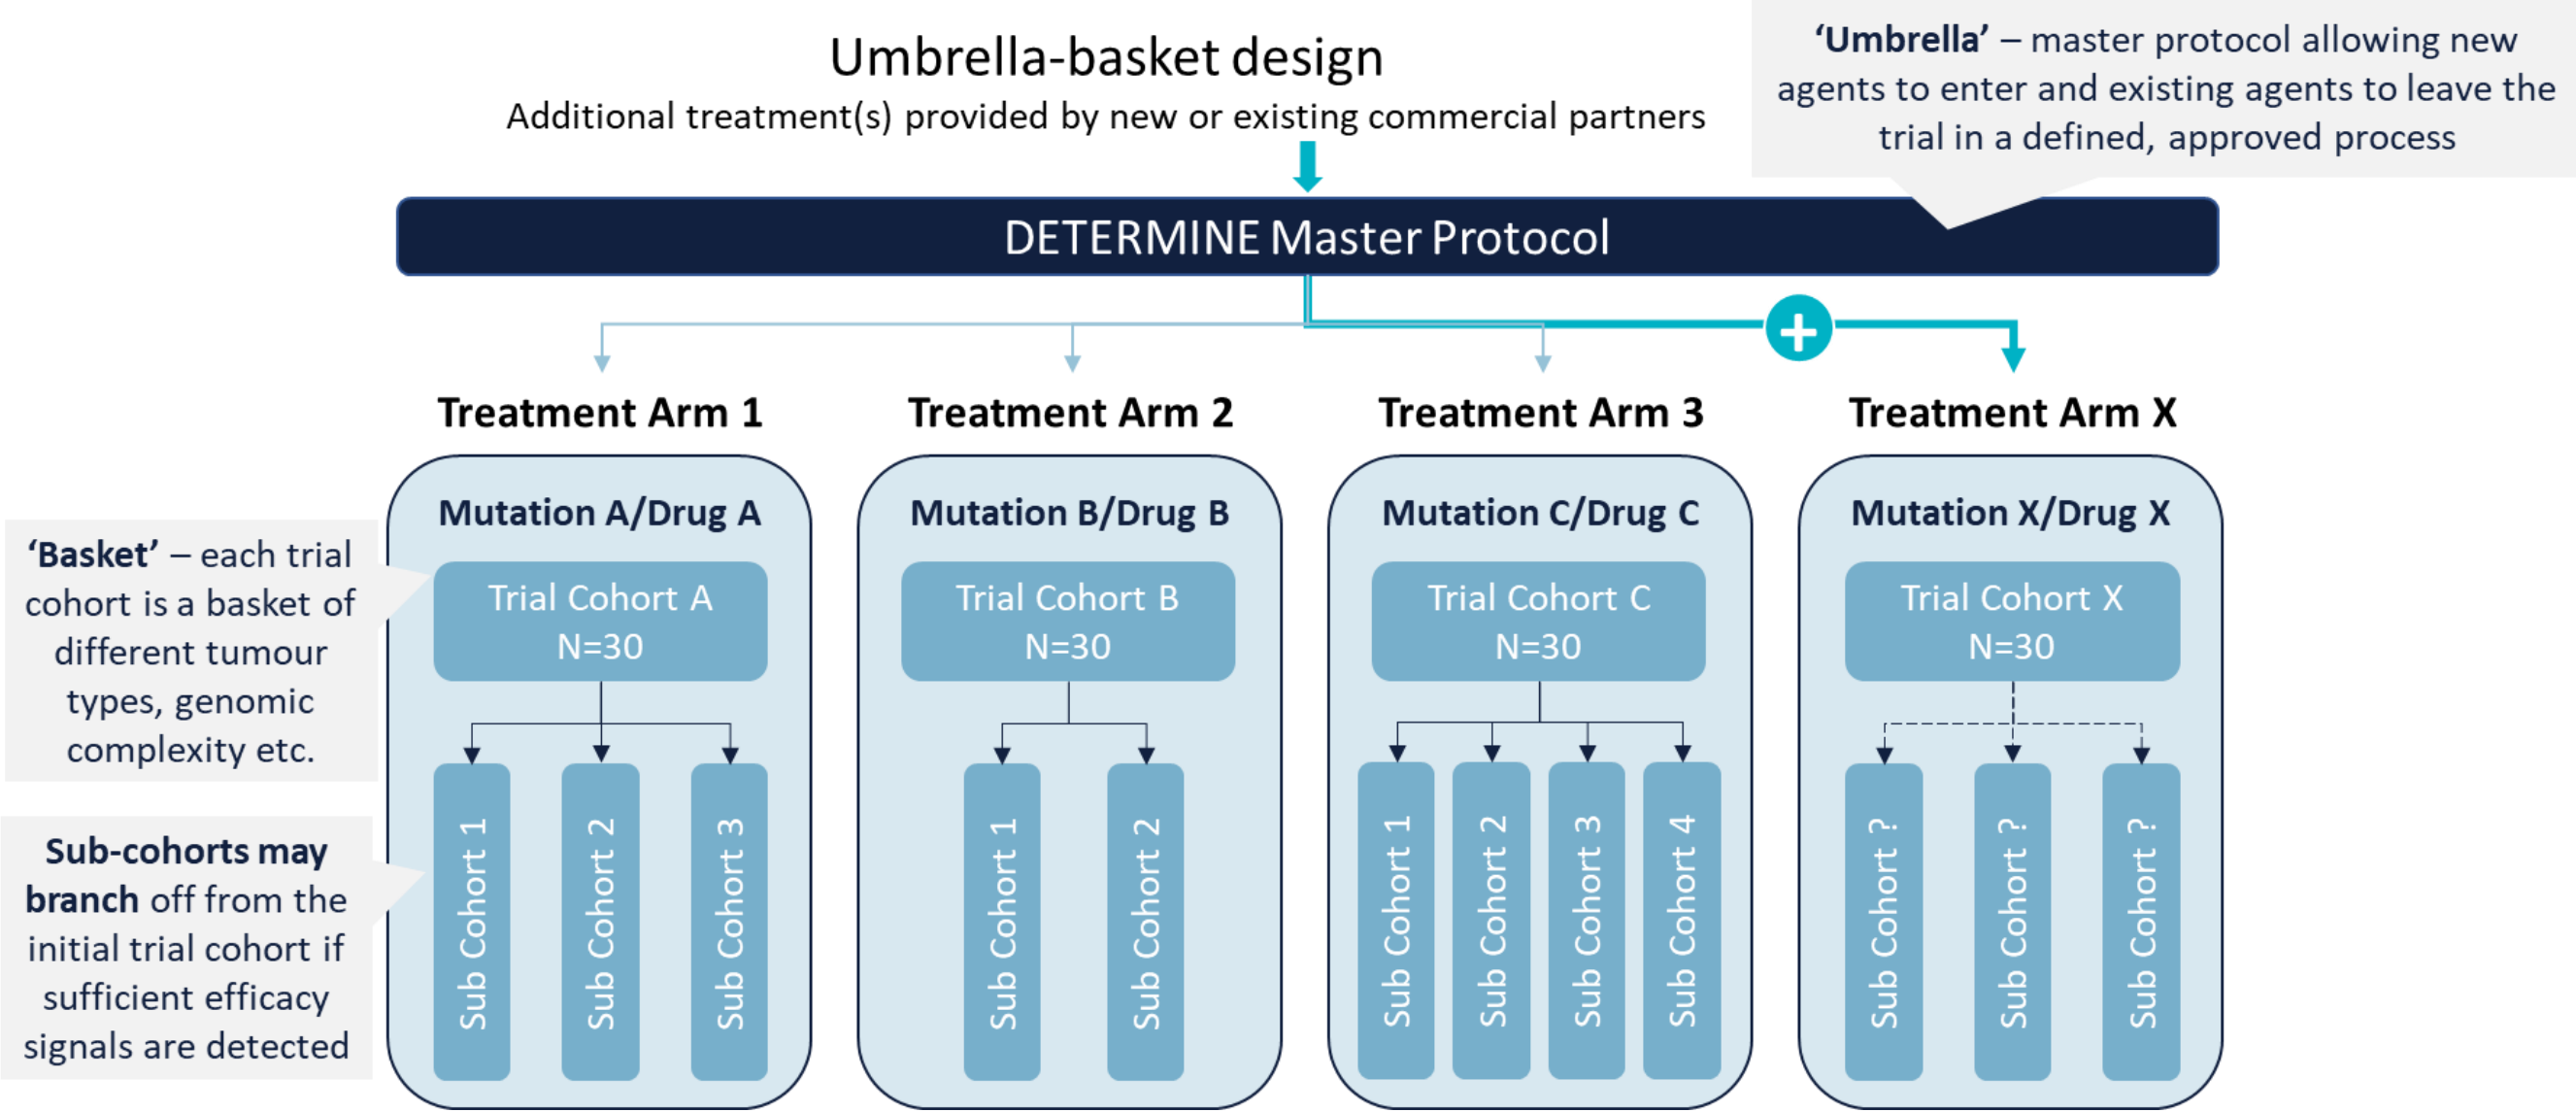 Umbrella-basket design
Additional treatment(s) provided by new or existing commercial partners
‘Umbrella’ – master protocol allowing new
agents to enter and existing agents to leave the
trial in a defined, approved process
DETERMINE Master Protocol
Treatment Arm 1
Treatment Arm 2
Treatment Arm 3
Treatment Arm X
‘Basket’ – each trial
cohort is a basket of
different tumour
types, genomic
complexity etc.
Sub-cohorts may
branch off from the
initial trial cohort if
sufficient efficacy
signals are detected
Mutation A/Drug A
Trial Cohort A
N=30
Sub Cohort 1
Sub Cohort 2
Sub Cohort 3
Mutation B/Drug B
Trial Cohort B
N=30
Sub Cohort 1
Sub Cohort 2
Mutation C/Drug C
Trial Cohort C
N=30
Sub Cohort 1
Sub Cohort 2
Sub Cohort 3
Sub Cohort 4
Mutation X/Drug X
Trial Cohort X
N=30
Sub Cohort ?
Sub Cohort ?
Sub Cohort ?